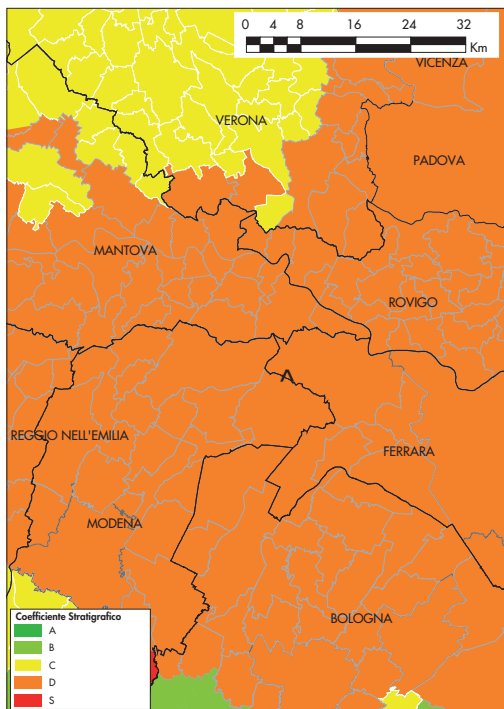 0 4 8 16 24 32
Km
VICENZA
VERONA
PADOVA
MANTOVA
ROVIGO
A
REGGIO NELL'EMILIA
FERRARA
MODENA
BOLOGNA
Coefficiente Stratigrafico
A
B
C
D
S